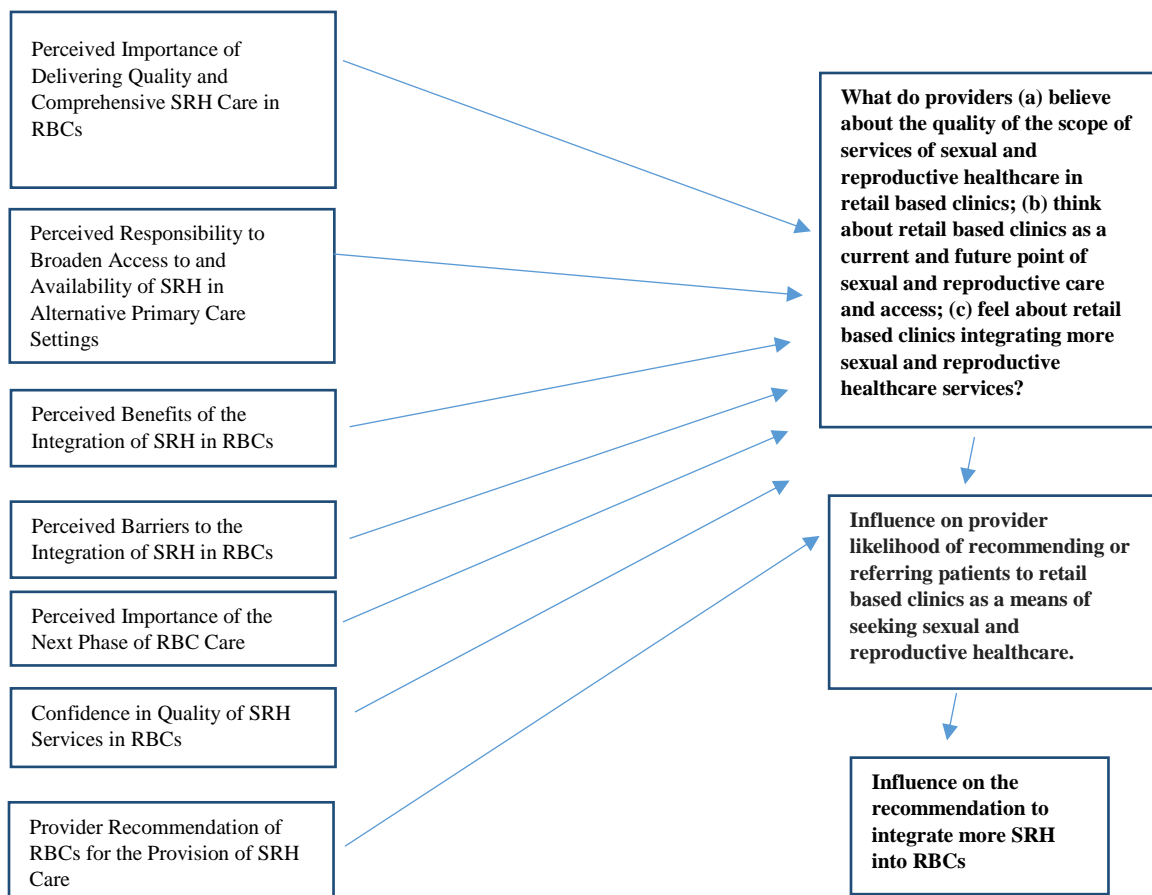 Perceived Importance of
Delivering Quality and
Comprehensive SRH Care in
RBCs
Perceived Responsibility to
Broaden Access to and
Availability of SRH in
Alternative Primary Care
Settings
Perceived Benefits of the
Integration of SRH in RBCs
Perceived Barriers to the
Integration of SRH in RBCs
Perceived Importance of the
Next Phase of RBC Care
Confidence in Quality of SRH
Services in RBCs
Provider Recommendation of
RBCs for the Provision of SRH
Care
What do providers (a) believe
about the quality of the scope of
services of sexual and
reproductive healthcare in
retail based clinics; (b) think
about retail based clinics as a
current and future point of
sexual and reproductive care
and access; (c) feel about retail
based clinics integrating more
sexual and reproductive
healthcare services?
Influence on provider
likelihood of recommending or
referring patients to retail
based clinics as a means of
seeking sexual and
reproductive healthcare.
Influence on the
recommendation to
integrate more SRH
into RBCs